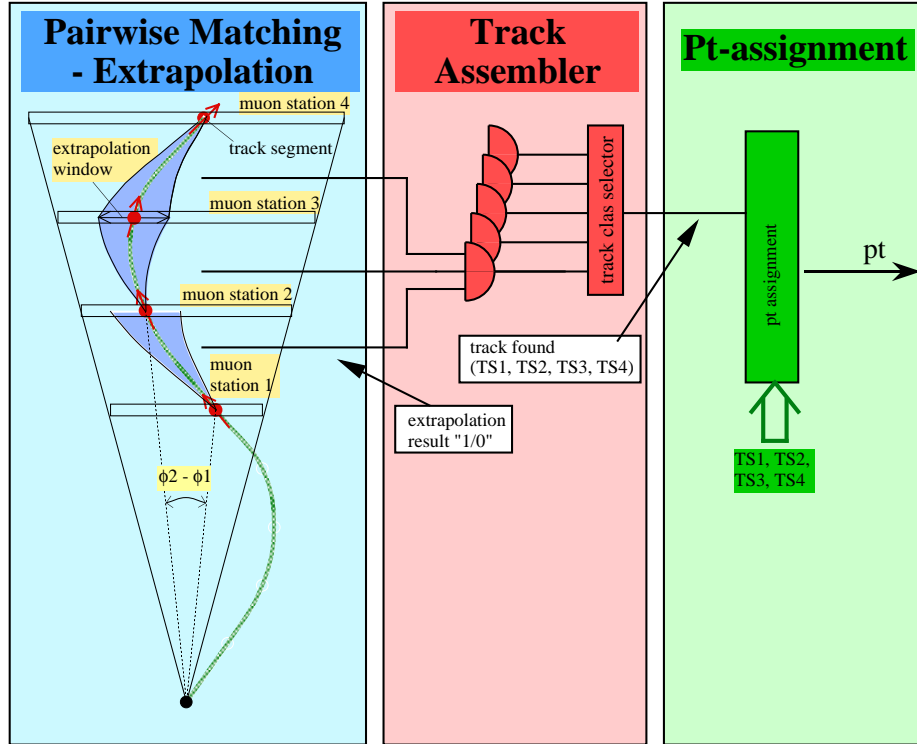 Pairwise Matching
- Extrapolation
muon station 4
extrapolation
window
track segment
muon station 3
muon station 2
muon
station 1
ϕ2 - ϕ1
Track
Assembler
track clas selector
track found
(TS1, TS2, TS3, TS4)
extrapolation
result "1/0"
Pt-assignment
pt assignment
pt
TS1, TS2,
TS3, TS4